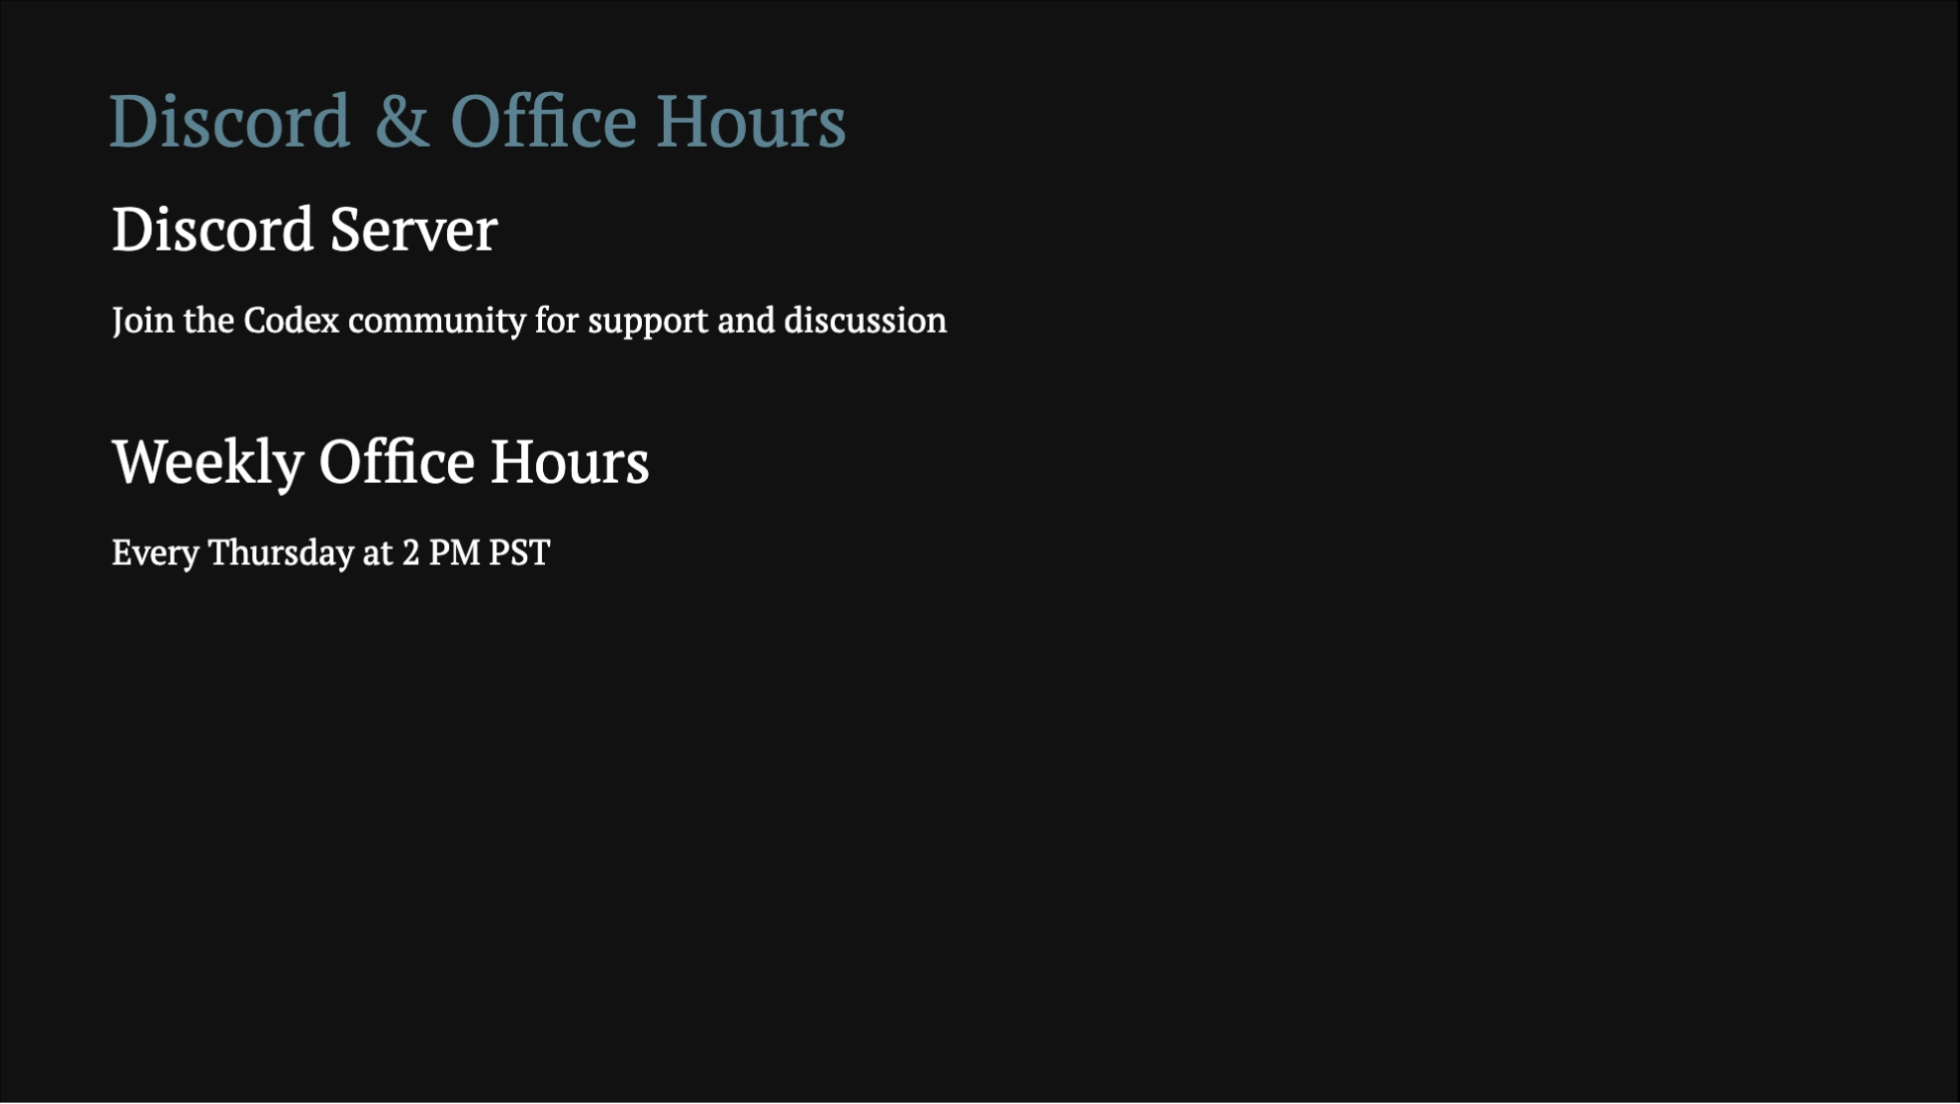 Discord & Office Hours
Discord Server
Join the Codex community for support and discussion
Weekly Office Hours
Every Thursday at 2 PM PST